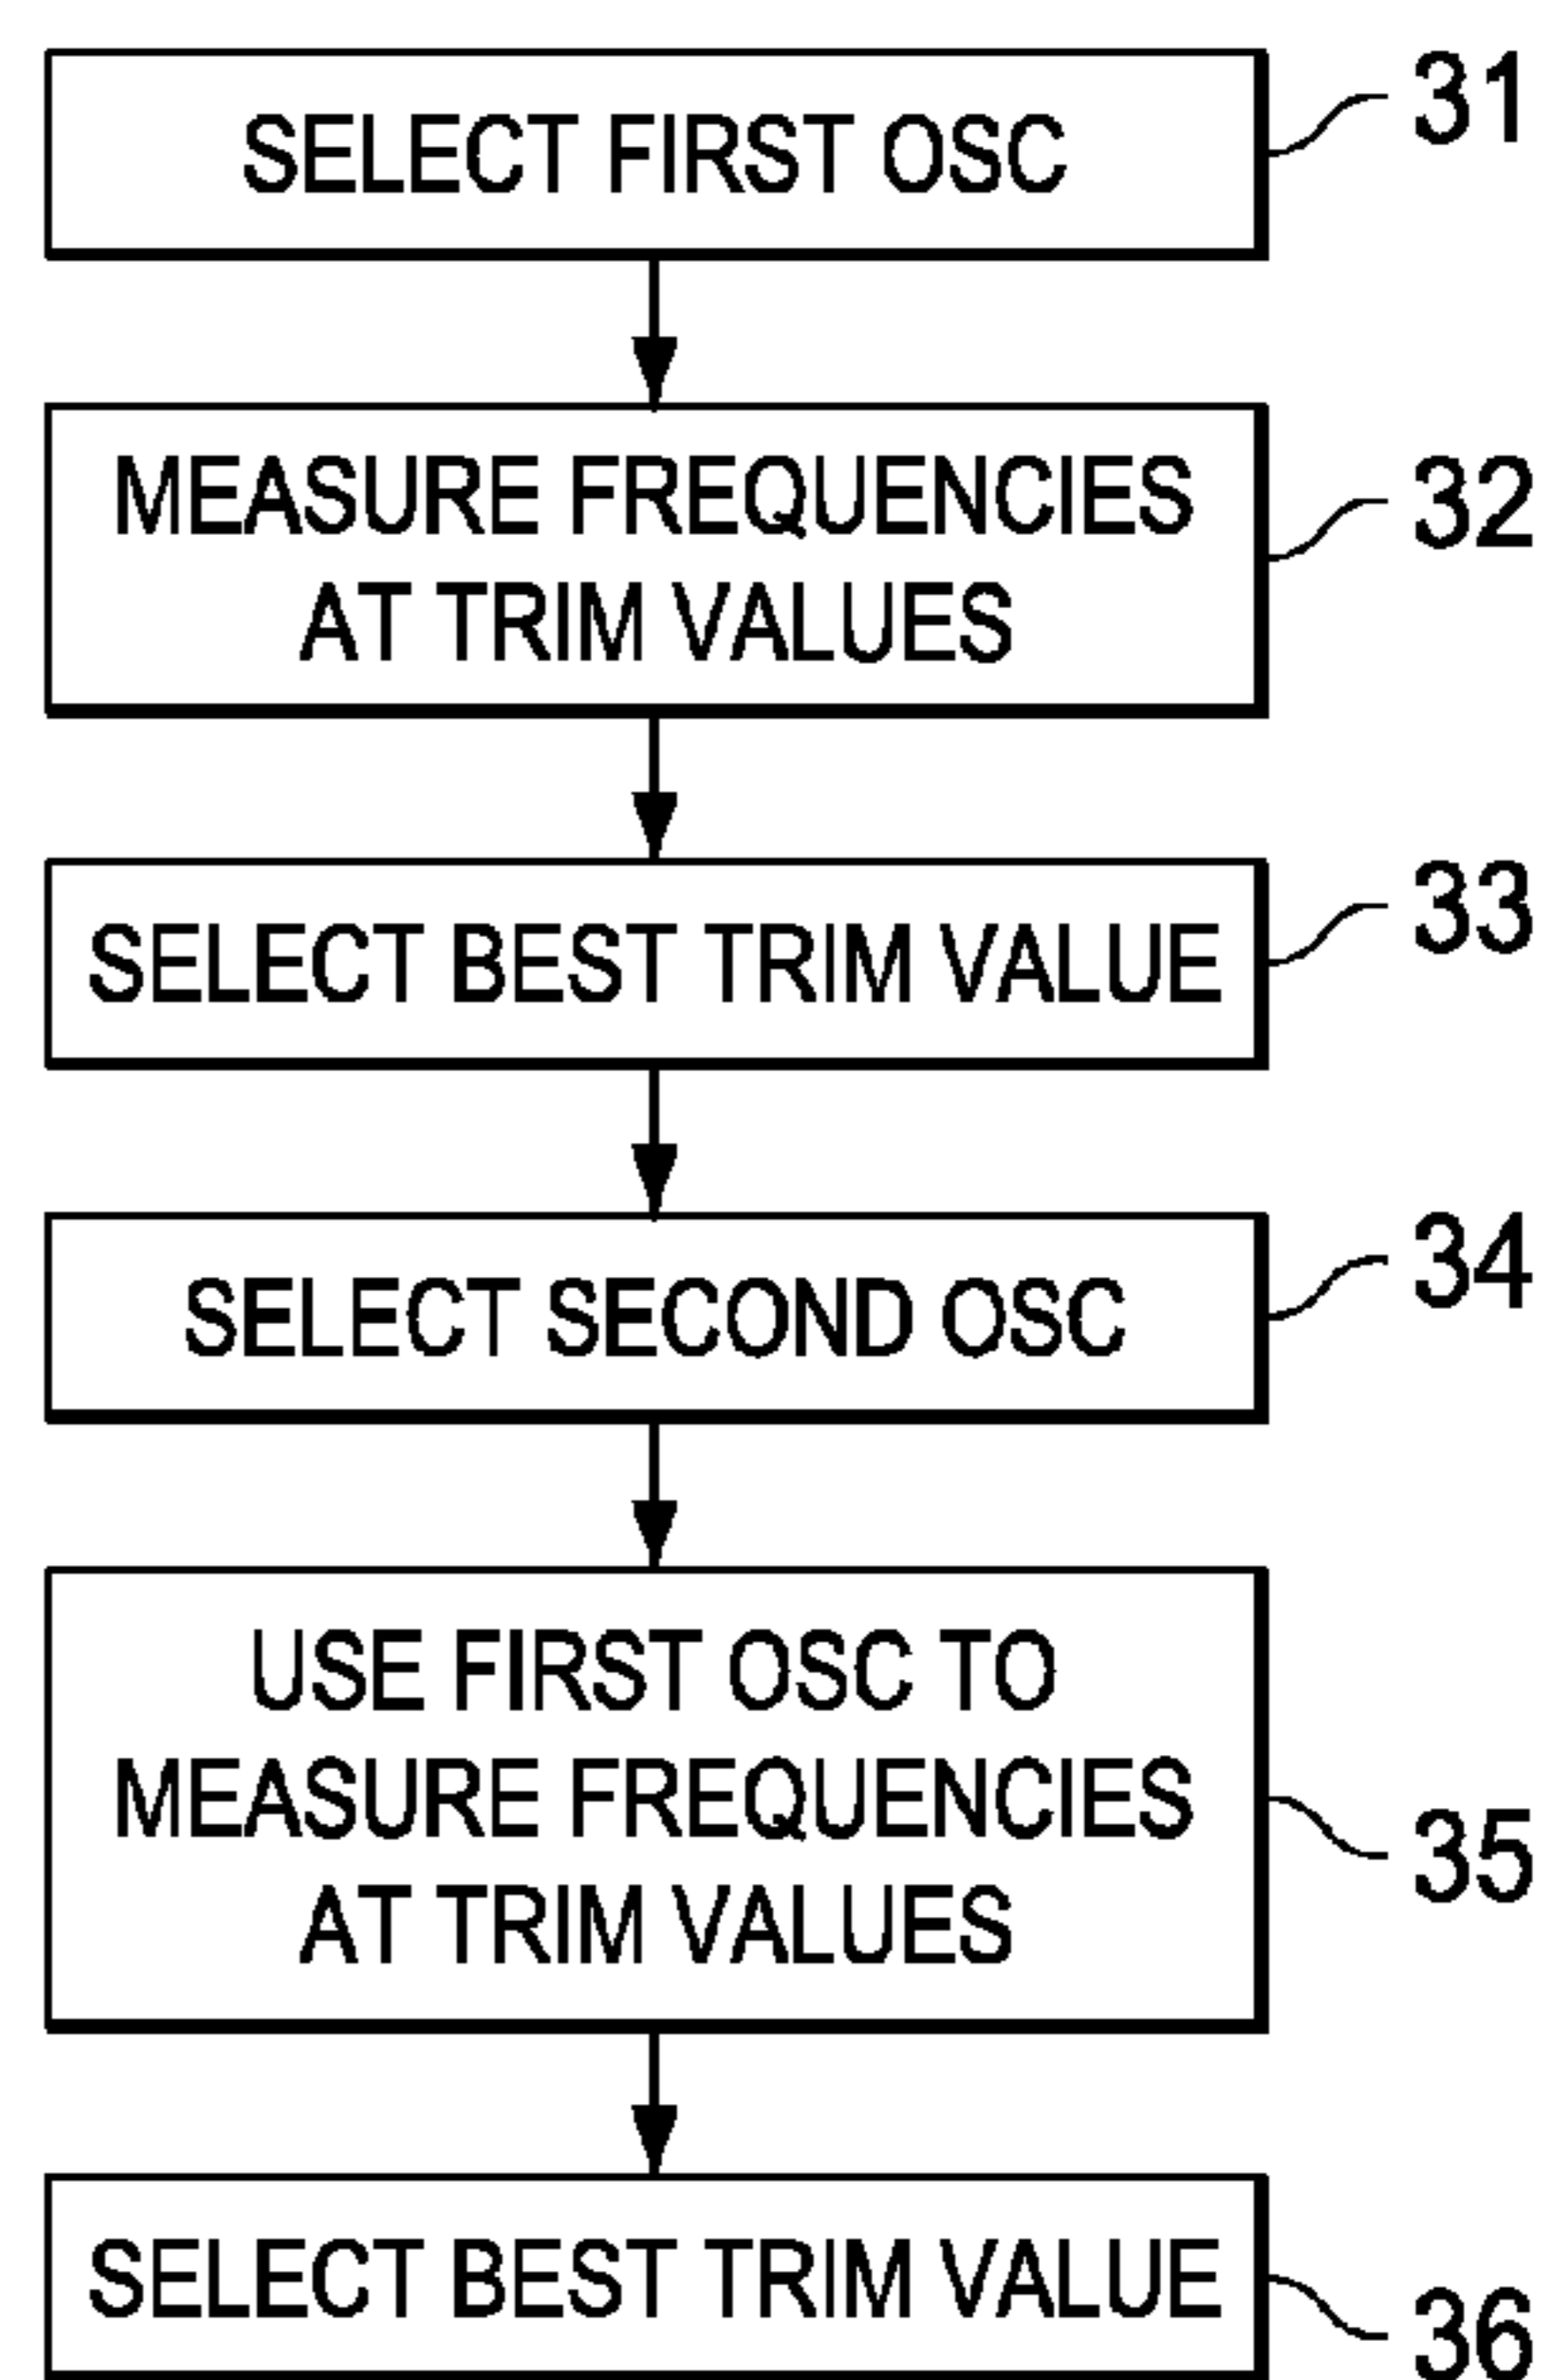 SELECT FIRST OSC
31
MEASURE FREQUENCIES
AT TRIM VALUES
32
SELECT BEST TRIM VALUE
33
SELECT SECOND OSC
34
USE FIRST OSC TO
MEASURE FREQUENCIES
AT TRIM VALUES
35
SELECT BEST TRIM VALUE
36